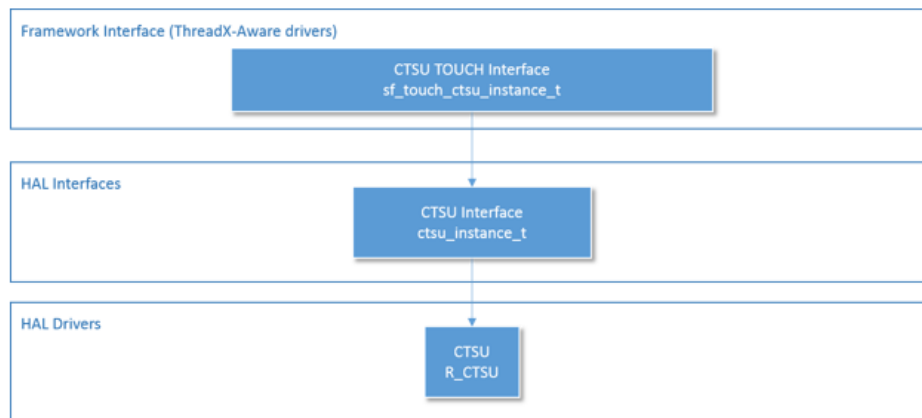 Framework Interface (ThreadX-Aware drivers)
CTSU TOUCH Interface
sf_touch_ctsu_instance_t
HAL Interfaces
CTSU Interface
ctsu_instance_t
HAL Drivers
CTSU
R_CTSU